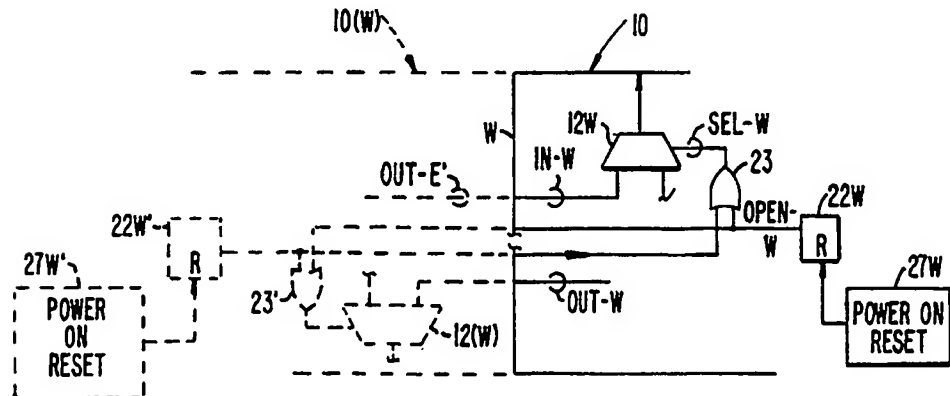 10(W)
10
W
12W
SEL-W
IN-W
23
OUT-E'
OPEN-
W
22W
R
22W'
R
27W'
POWER
ON
RESET
23'
12(W)
OUT-W
27W
POWER ON
RESET